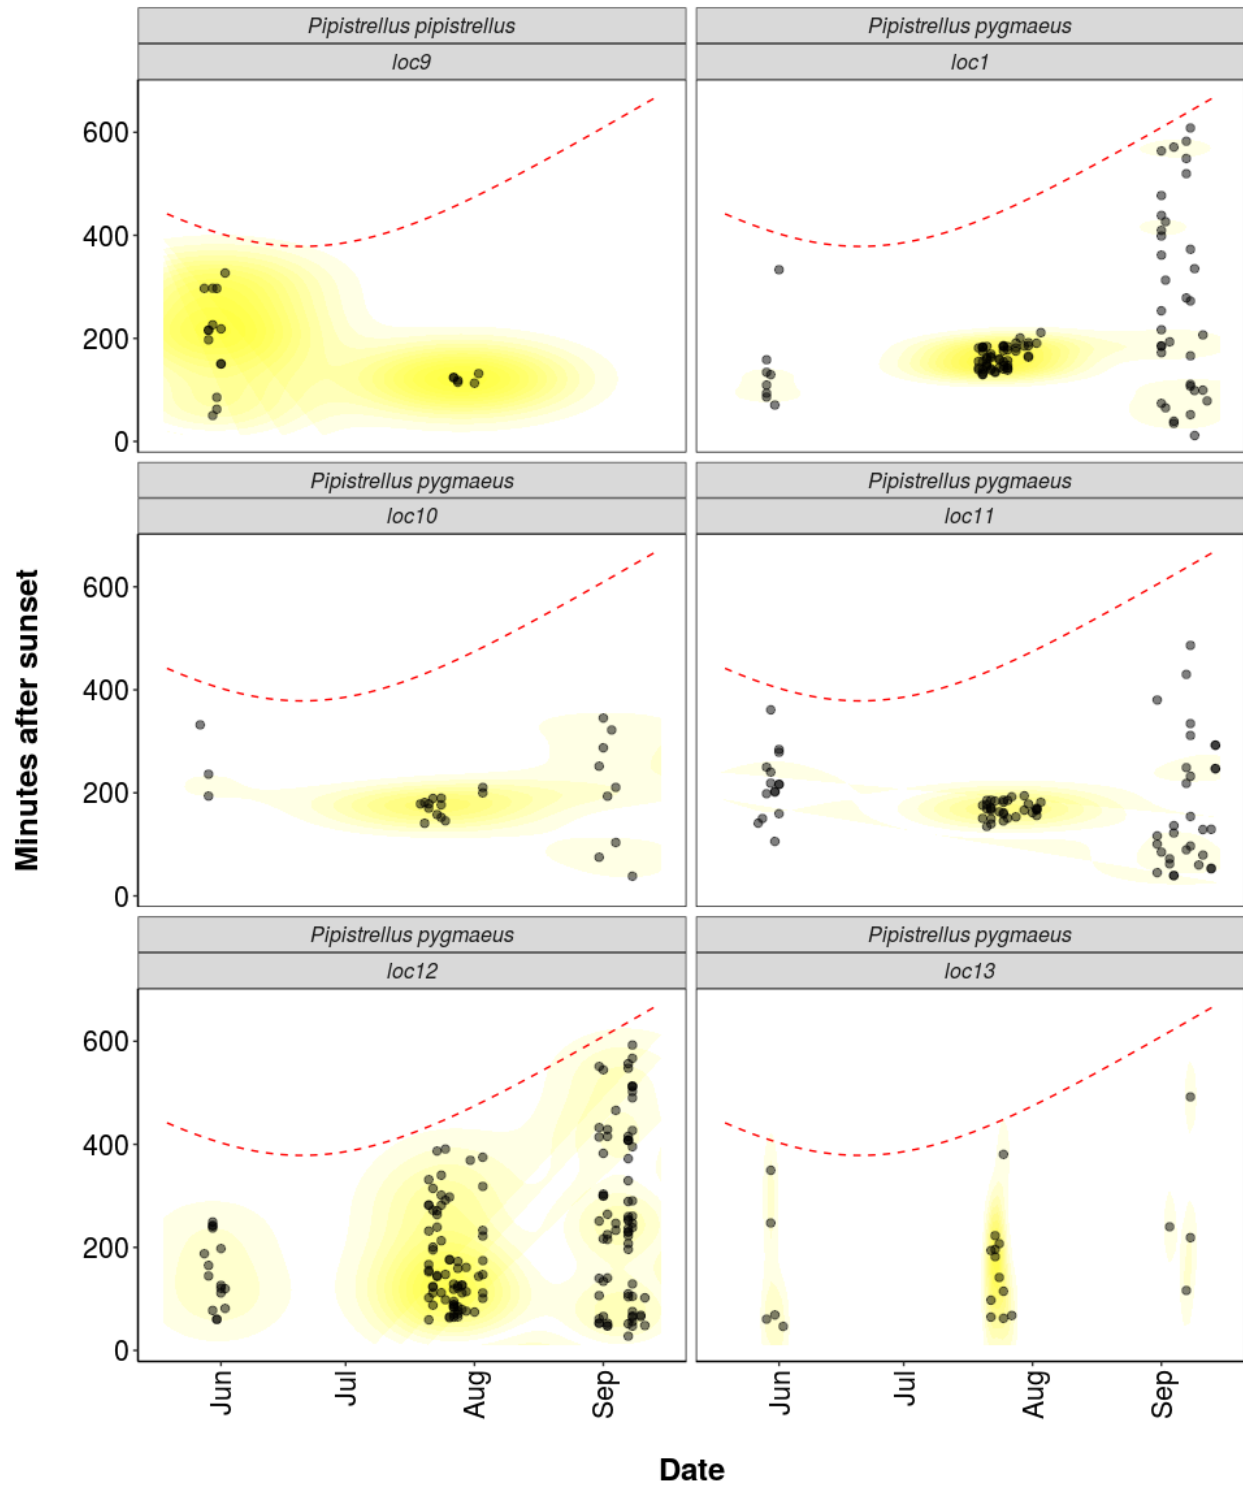 Pipistrellus pipistrellus
loc9
Pipistrellus pygmaeus
loc1
600
400
200
0
Pipistrellus pygmaeus
loc10
Pipistrellus pygmaeus
loc11
600
400
200
0
Pipistrellus pygmaeus
loc12
Pipistrellus pygmaeus
loc13
600
400
200
0
Minutes after sunset
Jun
Jul
Aug
Sep
Jun
Jul
Aug
Sep
Date